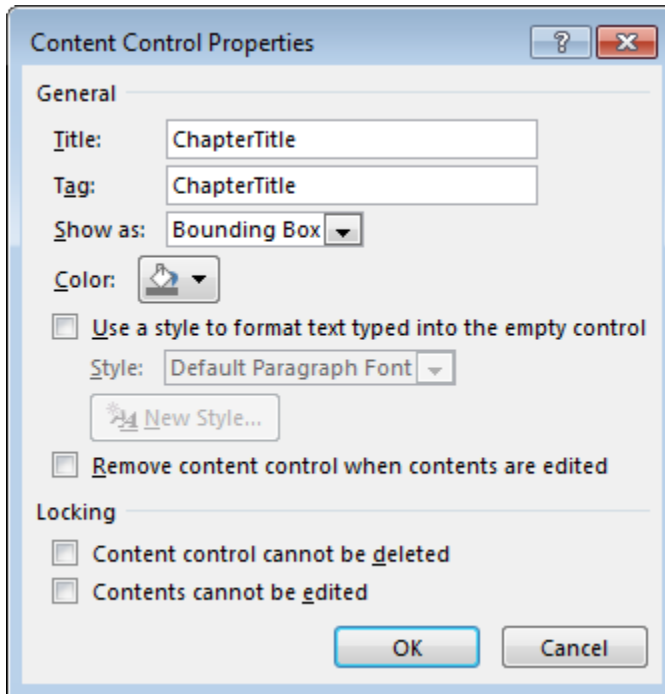 Content Control Properties
General
Title: ChapterTitle
Tag: ChapterTitle
Show as: Bounding Box
Color:
Use a style to format text typed into the empty control
Style: Default Paragraph Font
New Style...
Remove content control when contents are edited
Locking
Content control cannot be deleted
Contents cannot be edited
OK Cancel